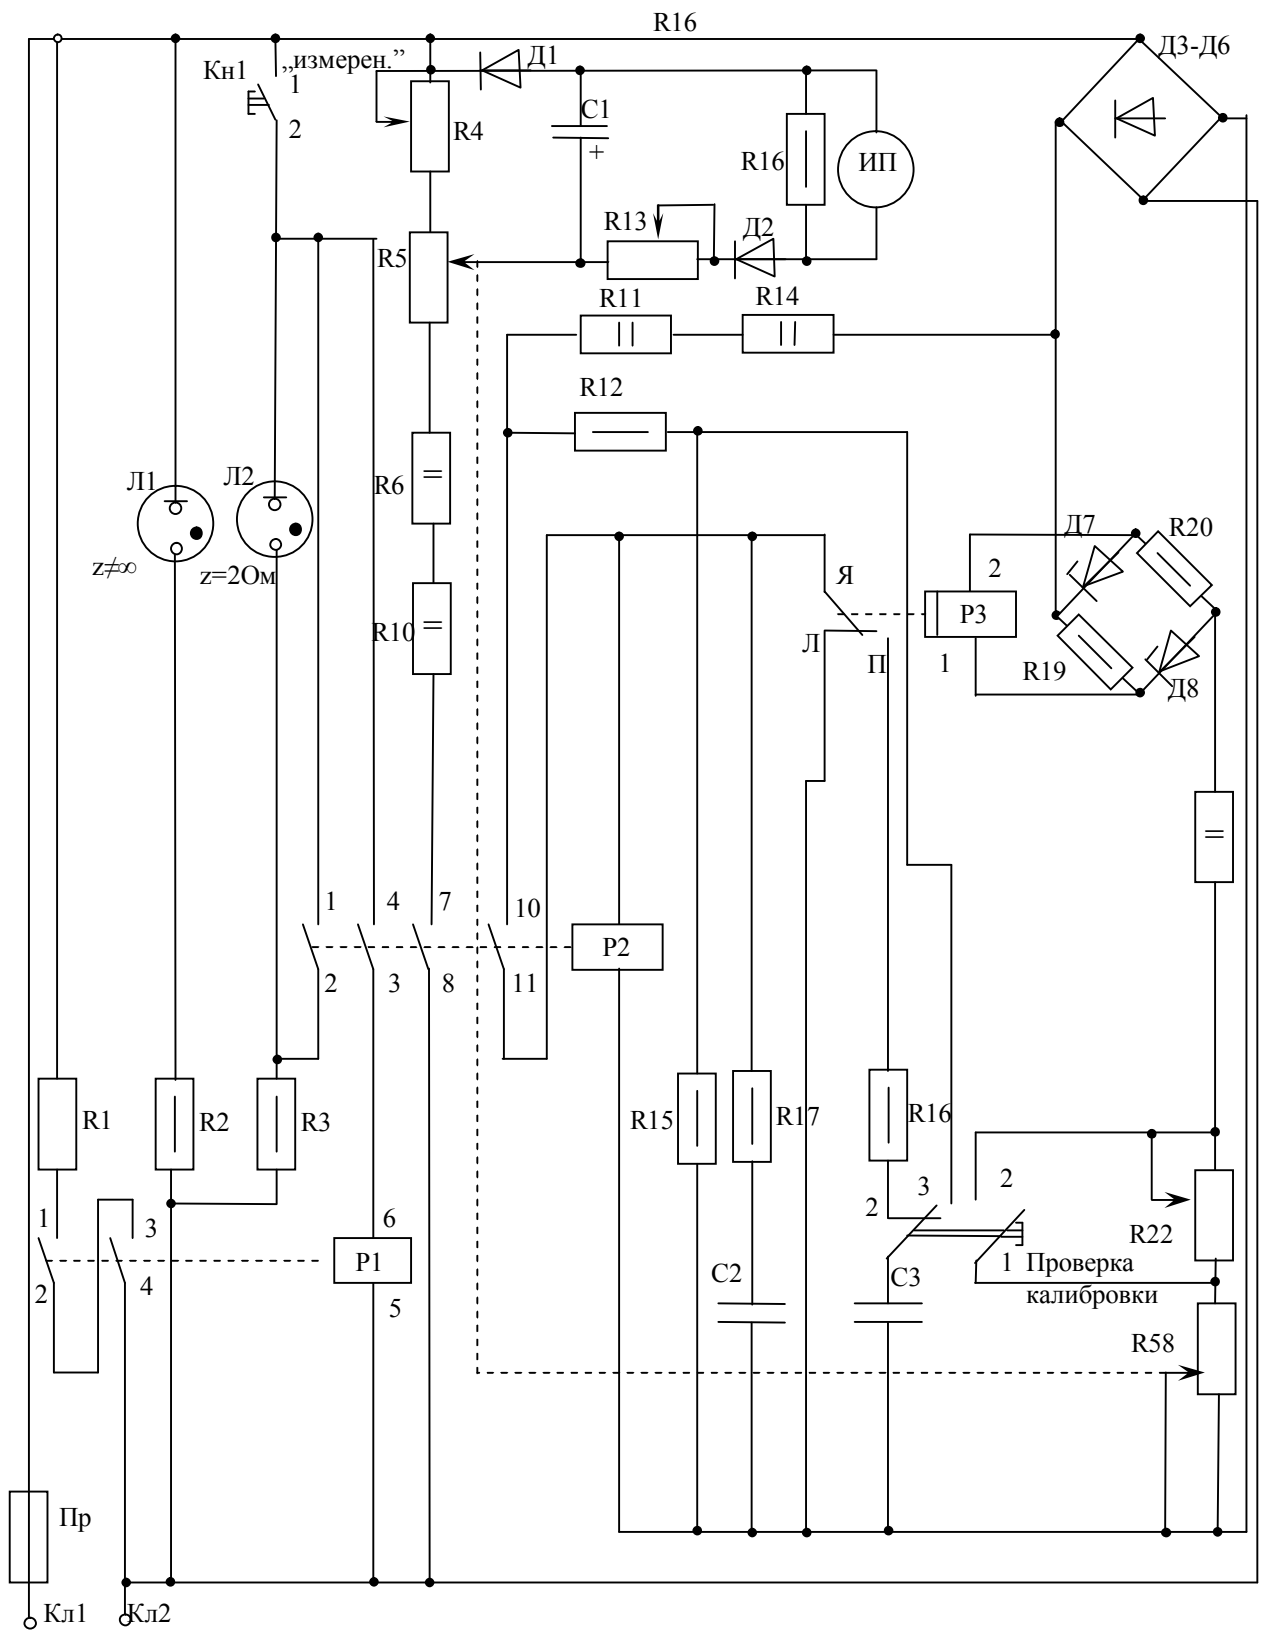 R16
Д3-Д6
Кн1
„измерен.”
1
2
Д1
C1
+
R4
R16
ИП
R13
Д2
R5
R11
R14
R12
Л1
Л2
R6
z≠∞
z=2Ом
R10
Д7
R20
2
Я
Р3
Л
П
1
R19
Д8
1
4
7
10
Р2
2
3
8
11
R1
R2
R3
R15
R17
R16
3
2
2
1
3
6
R22
Р1
2
4
5
C2
C3
1
Проверка
калибровки
R58
Пр
Кл1
Кл2